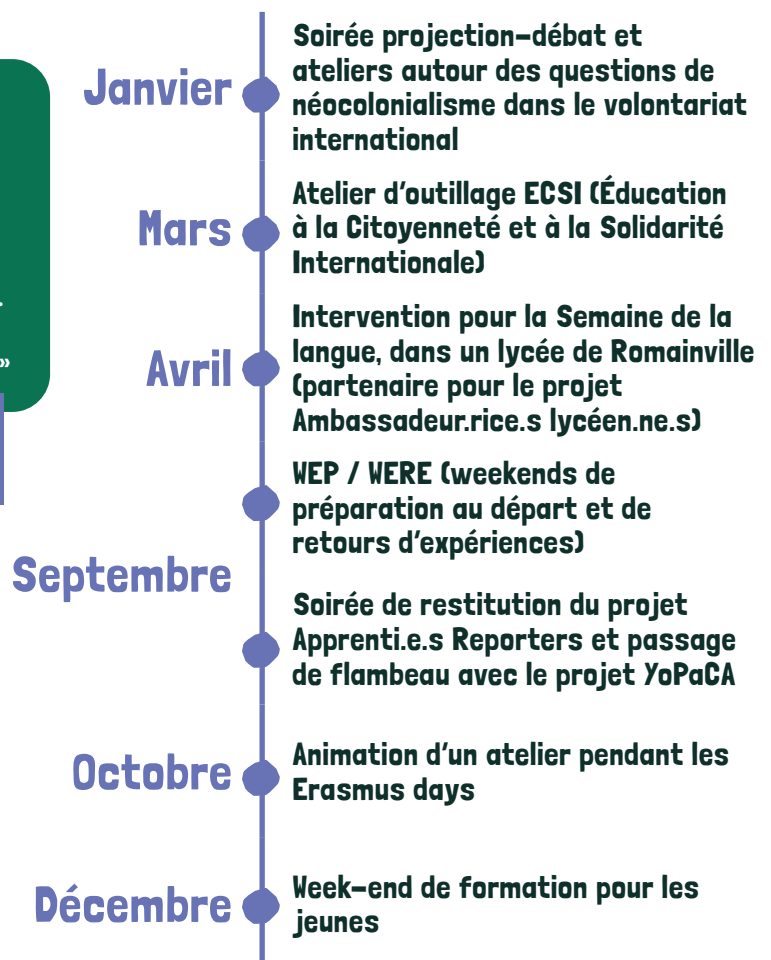 Janvier
Soirée projection-débat et
ateliers autour des questions de
néocolonialisme dans le volontariat
international
Mars
Atelier d'outillage ECSI (Éducation
à la Citoyenneté et à la Solidarité
Internationale)
Avril
Intervention pour la Semaine de la
langue, dans un lycée de Romainville
(partenaire pour le projet
Ambassadeur.rice.s lycéen.ne.s)
Septembre
WEP / WERE (weekends de
préparation au départ et de
retours d'expériences)
Soirée de restitution du projet
Apprenti.e.s Reporters et passage
de flambeau avec le projet YoPaCA
Octobre
Animation d'un atelier pendant les
Erasmus days
Décembre
Week-end de formation pour les
jeunes
»